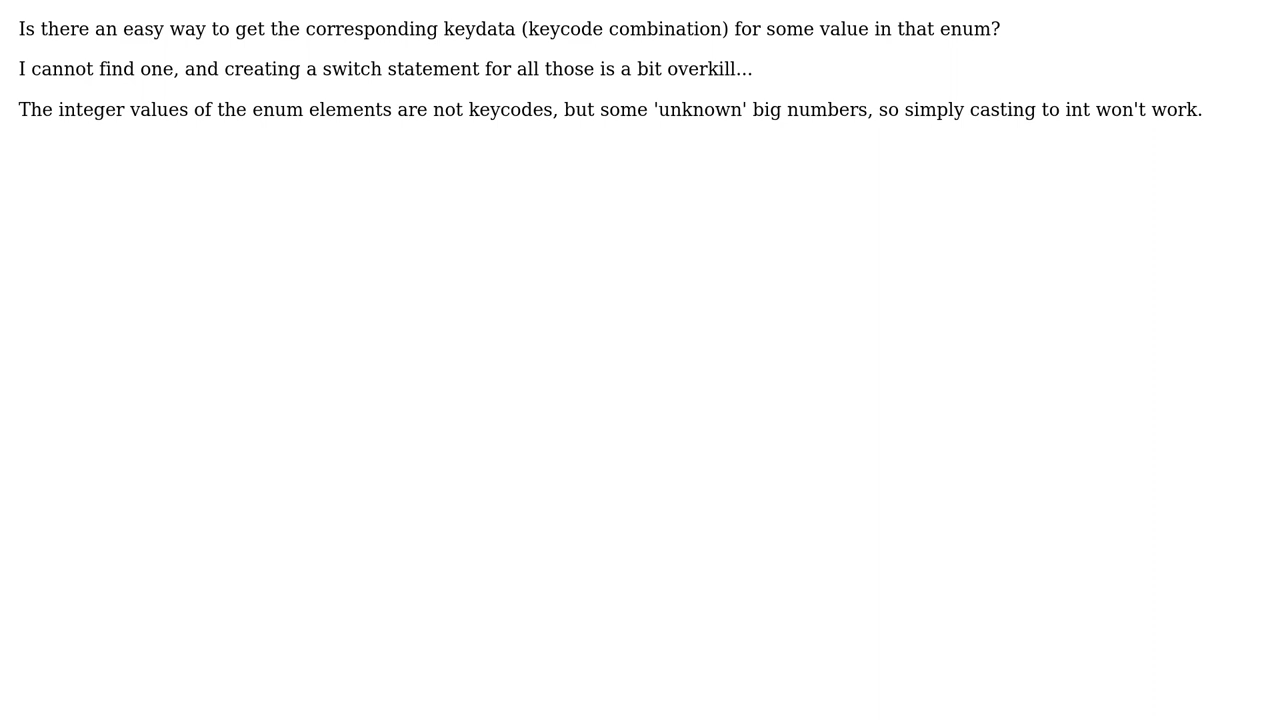 Is there an easy way to get the corresponding keydata (keycode combination) for some value in that enum?
I cannot find one, and creating a switch statement for all those is a bit overkill...
The integer values of the enum elements are not keycodes, but some 'unknown' big numbers, so simply casting to int won't work.